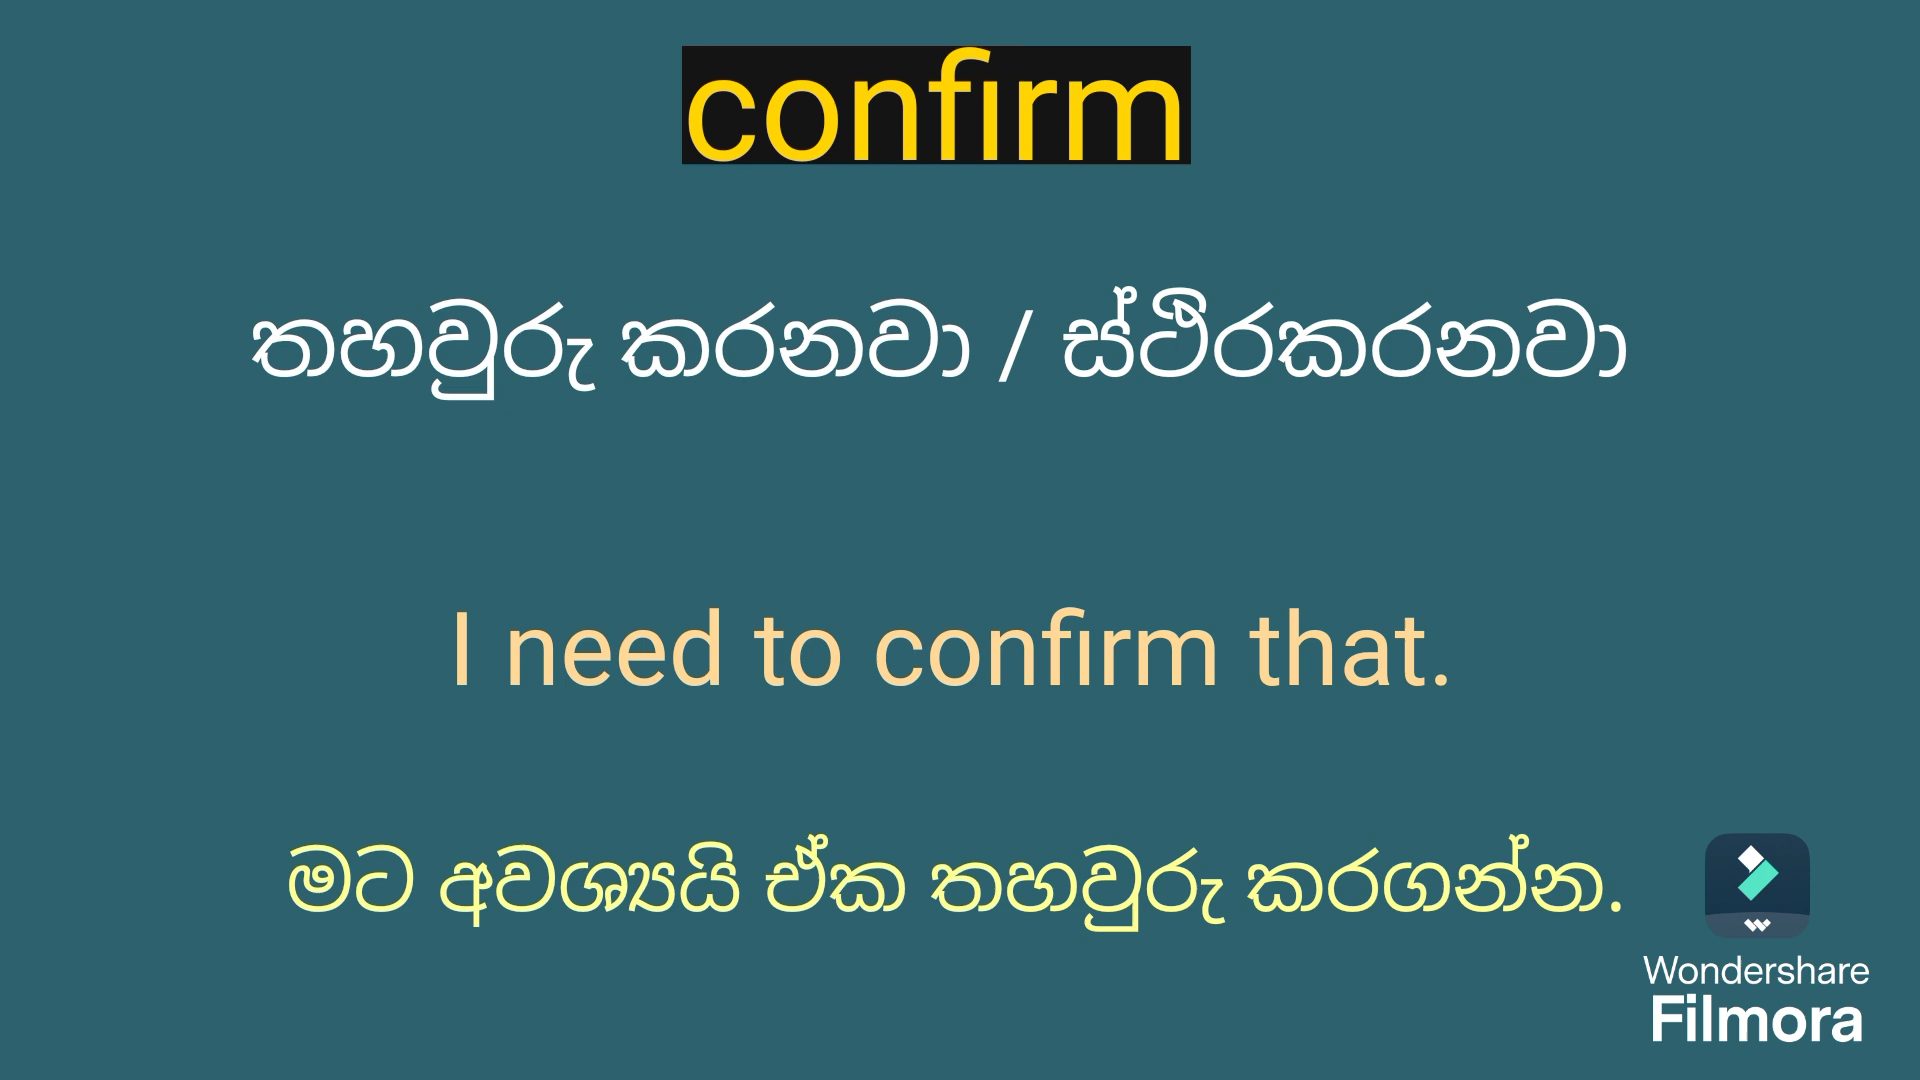 confirm
තහවුරු කරනවා / ස්ථිරකරනවා
I need to confirm that.
මට අවශ්‍යයි ඒක තහවුරු කරගන්න.
Wondershare
Filmora